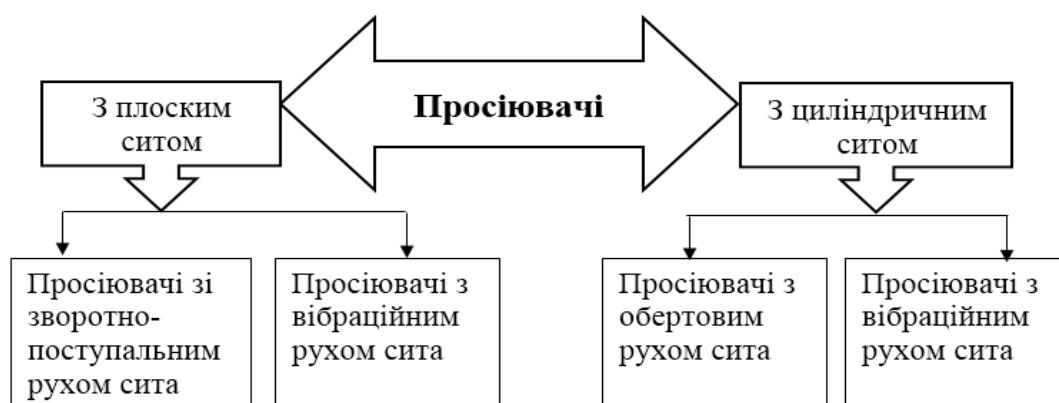 Просіювачі
З плоским
ситом
З циліндричним
ситом
Просіювачі зі
зворотно-
поступальним
рухом сита
Просіювачі з
вібраційним
рухом сита
Просіювачі з
обертовим
рухом сита
Просіювачі з
вібраційним
рухом сита